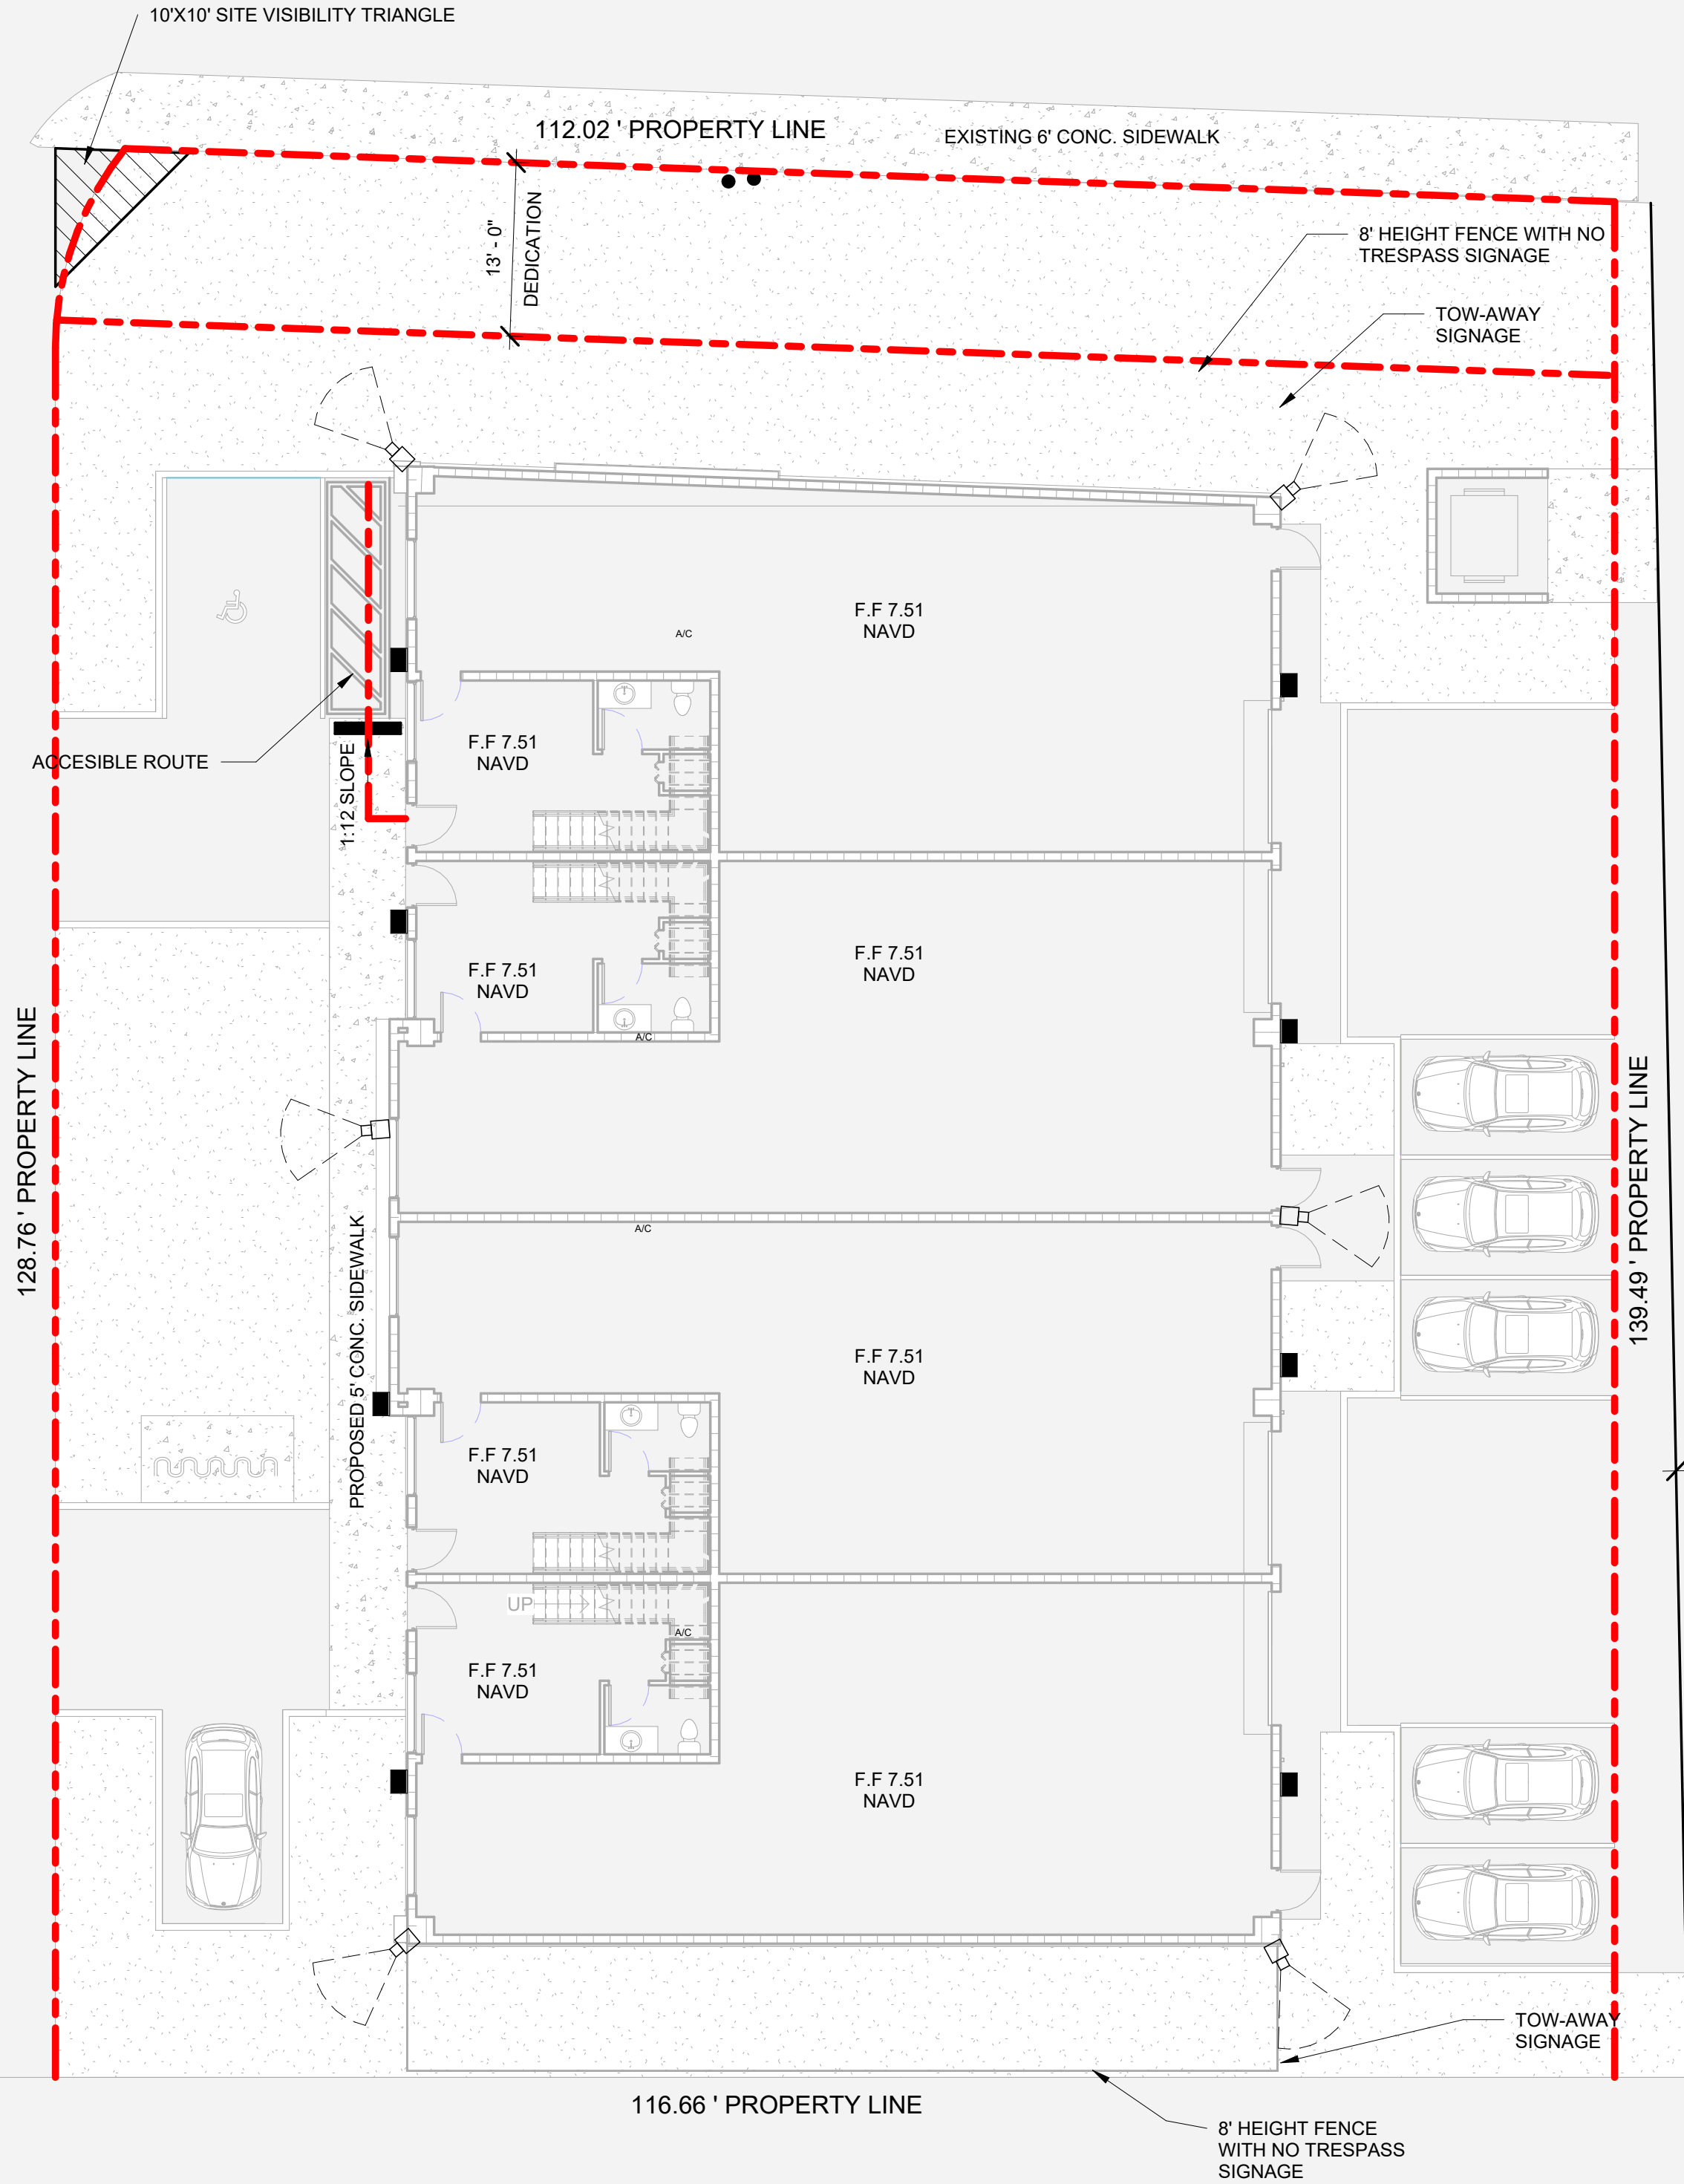 10'X10' SITE VISIBILITY TRIANGLE
112.02 ' PROPERTY LINE
EXISTING 6' CONC. SIDEWALK
13' - 0"
DEDICATION
8' HEIGHT FENCE WITH NO
TRESPASS SIGNAGE
TOW-AWAY
SIGNAGE
F.F 7.51
NAVD
A/C
F.F 7.51
NAVD
ACCESIBLE ROUTE
1:12 SLOPE
F.F 7.51
NAVD
F.F 7.51
NAVD
A/C
128.76 ' PROPERTY LINE
139.49 ' PROPERTY LINE
PROPOSED 5' CONC. SIDEWALK
A/C
F.F 7.51
NAVD
F.F 7.51
NAVD
UP
A/C
F.F 7.51
NAVD
F.F 7.51
NAVD
TOW-AWAY
SIGNAGE
116.66 ' PROPERTY LINE
8' HEIGHT FENCE
WITH NO TRESPASS
SIGNAGE